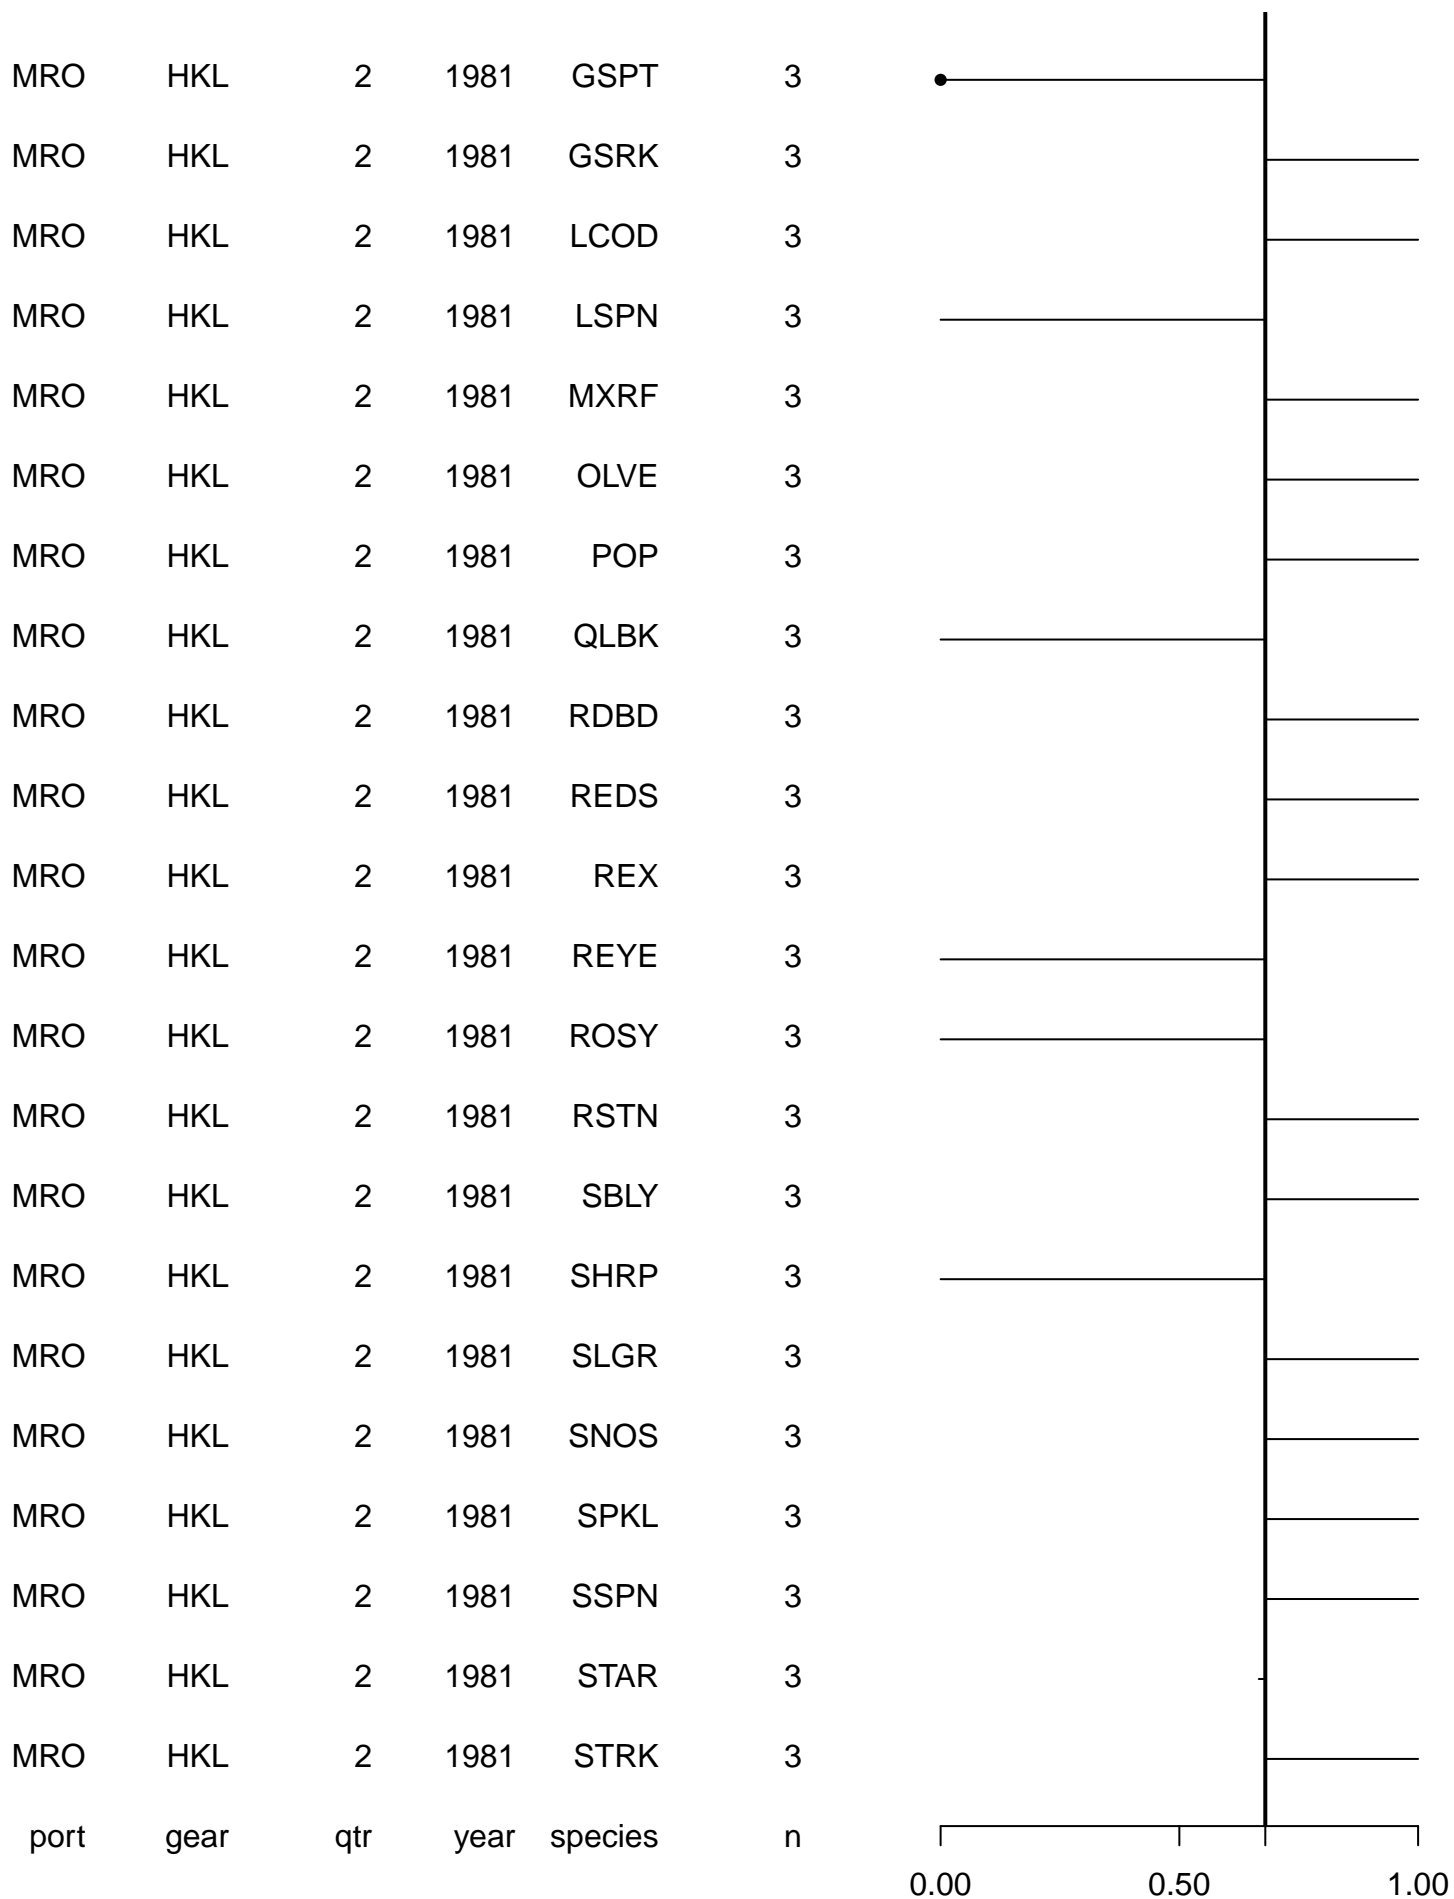 MRO HKL 2 1981 GSPT 3
MRO HKL 2 1981 GSRK 3
MRO HKL 2 1981 LCOD 3
MRO HKL 2 1981 LSPN 3
MRO HKL 2 1981 MXRF 3
MRO HKL 2 1981 OLVE 3
MRO HKL 2 1981 POP 3
MRO HKL 2 1981 QLBK 3
MRO HKL 2 1981 RDBD 3
MRO HKL 2 1981 REDS 3
MRO HKL 2 1981 REX 3
MRO HKL 2 1981 REYE 3
MRO HKL 2 1981 ROSY 3
MRO HKL 2 1981 RSTN 3
MRO HKL 2 1981 SBLY 3
MRO HKL 2 1981 SHRP 3
MRO HKL 2 1981 SLGR 3
MRO HKL 2 1981 SNOS 3
MRO HKL 2 1981 SPKL 3
MRO HKL 2 1981 SSPN 3
MRO HKL 2 1981 STAR 3
MRO HKL 2 1981 STRK 3
port gear qtr year species n
0.00 0.50 1.00